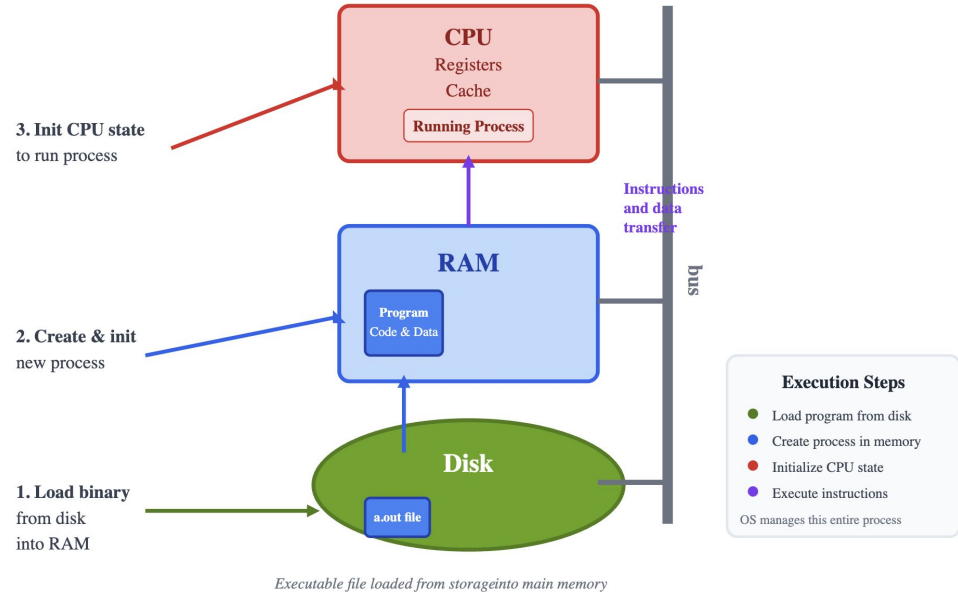 CPU
Registers
Cache
Running Process
3. Init CPU state
to run process
Instructions
and data
transfer
RAM
bus
Program
Code & Data
2. Create & init
new process
Execution Steps
Load program from disk
Create process in memory
Initialize CPU state
Execute instructions
OS manages this entire process
Disk
1. Load binary
from disk
into RAM
a.out file
Executable file loaded from storageinto main memory